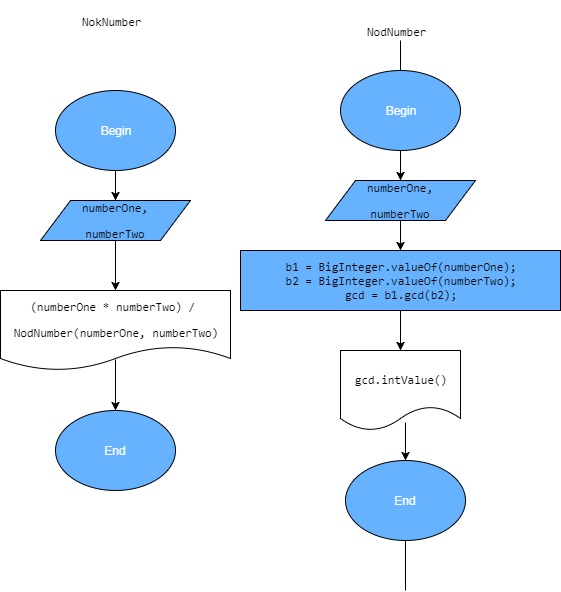 NokNumber
Begin
numberOne,
numberTwo
(numberOne * numberTwo) /
NodNumber(numberOne, numberTwo)
End
NodNumber
Begin
numberOne,
numberTwo
b1 = BigInteger.valueOf(numberOne);
b2 = BigInteger.valueOf(numberTwo);
gcd = b1.gcd(b2);
gcd.intValue()
End